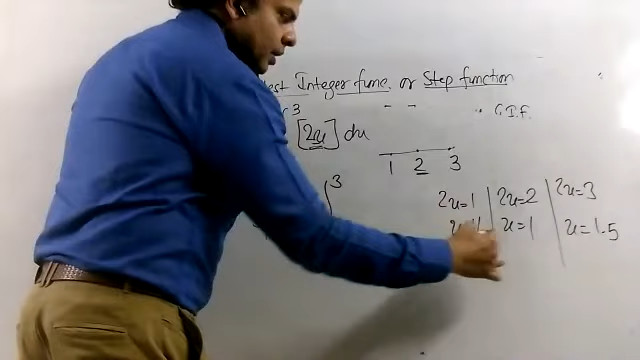 est Integer func. or Step function
3 - - G.I.F.
[2x] dx
1 2 3
3
2x=1 | 2x=2 | 2x=3
x=1 | x=1.5